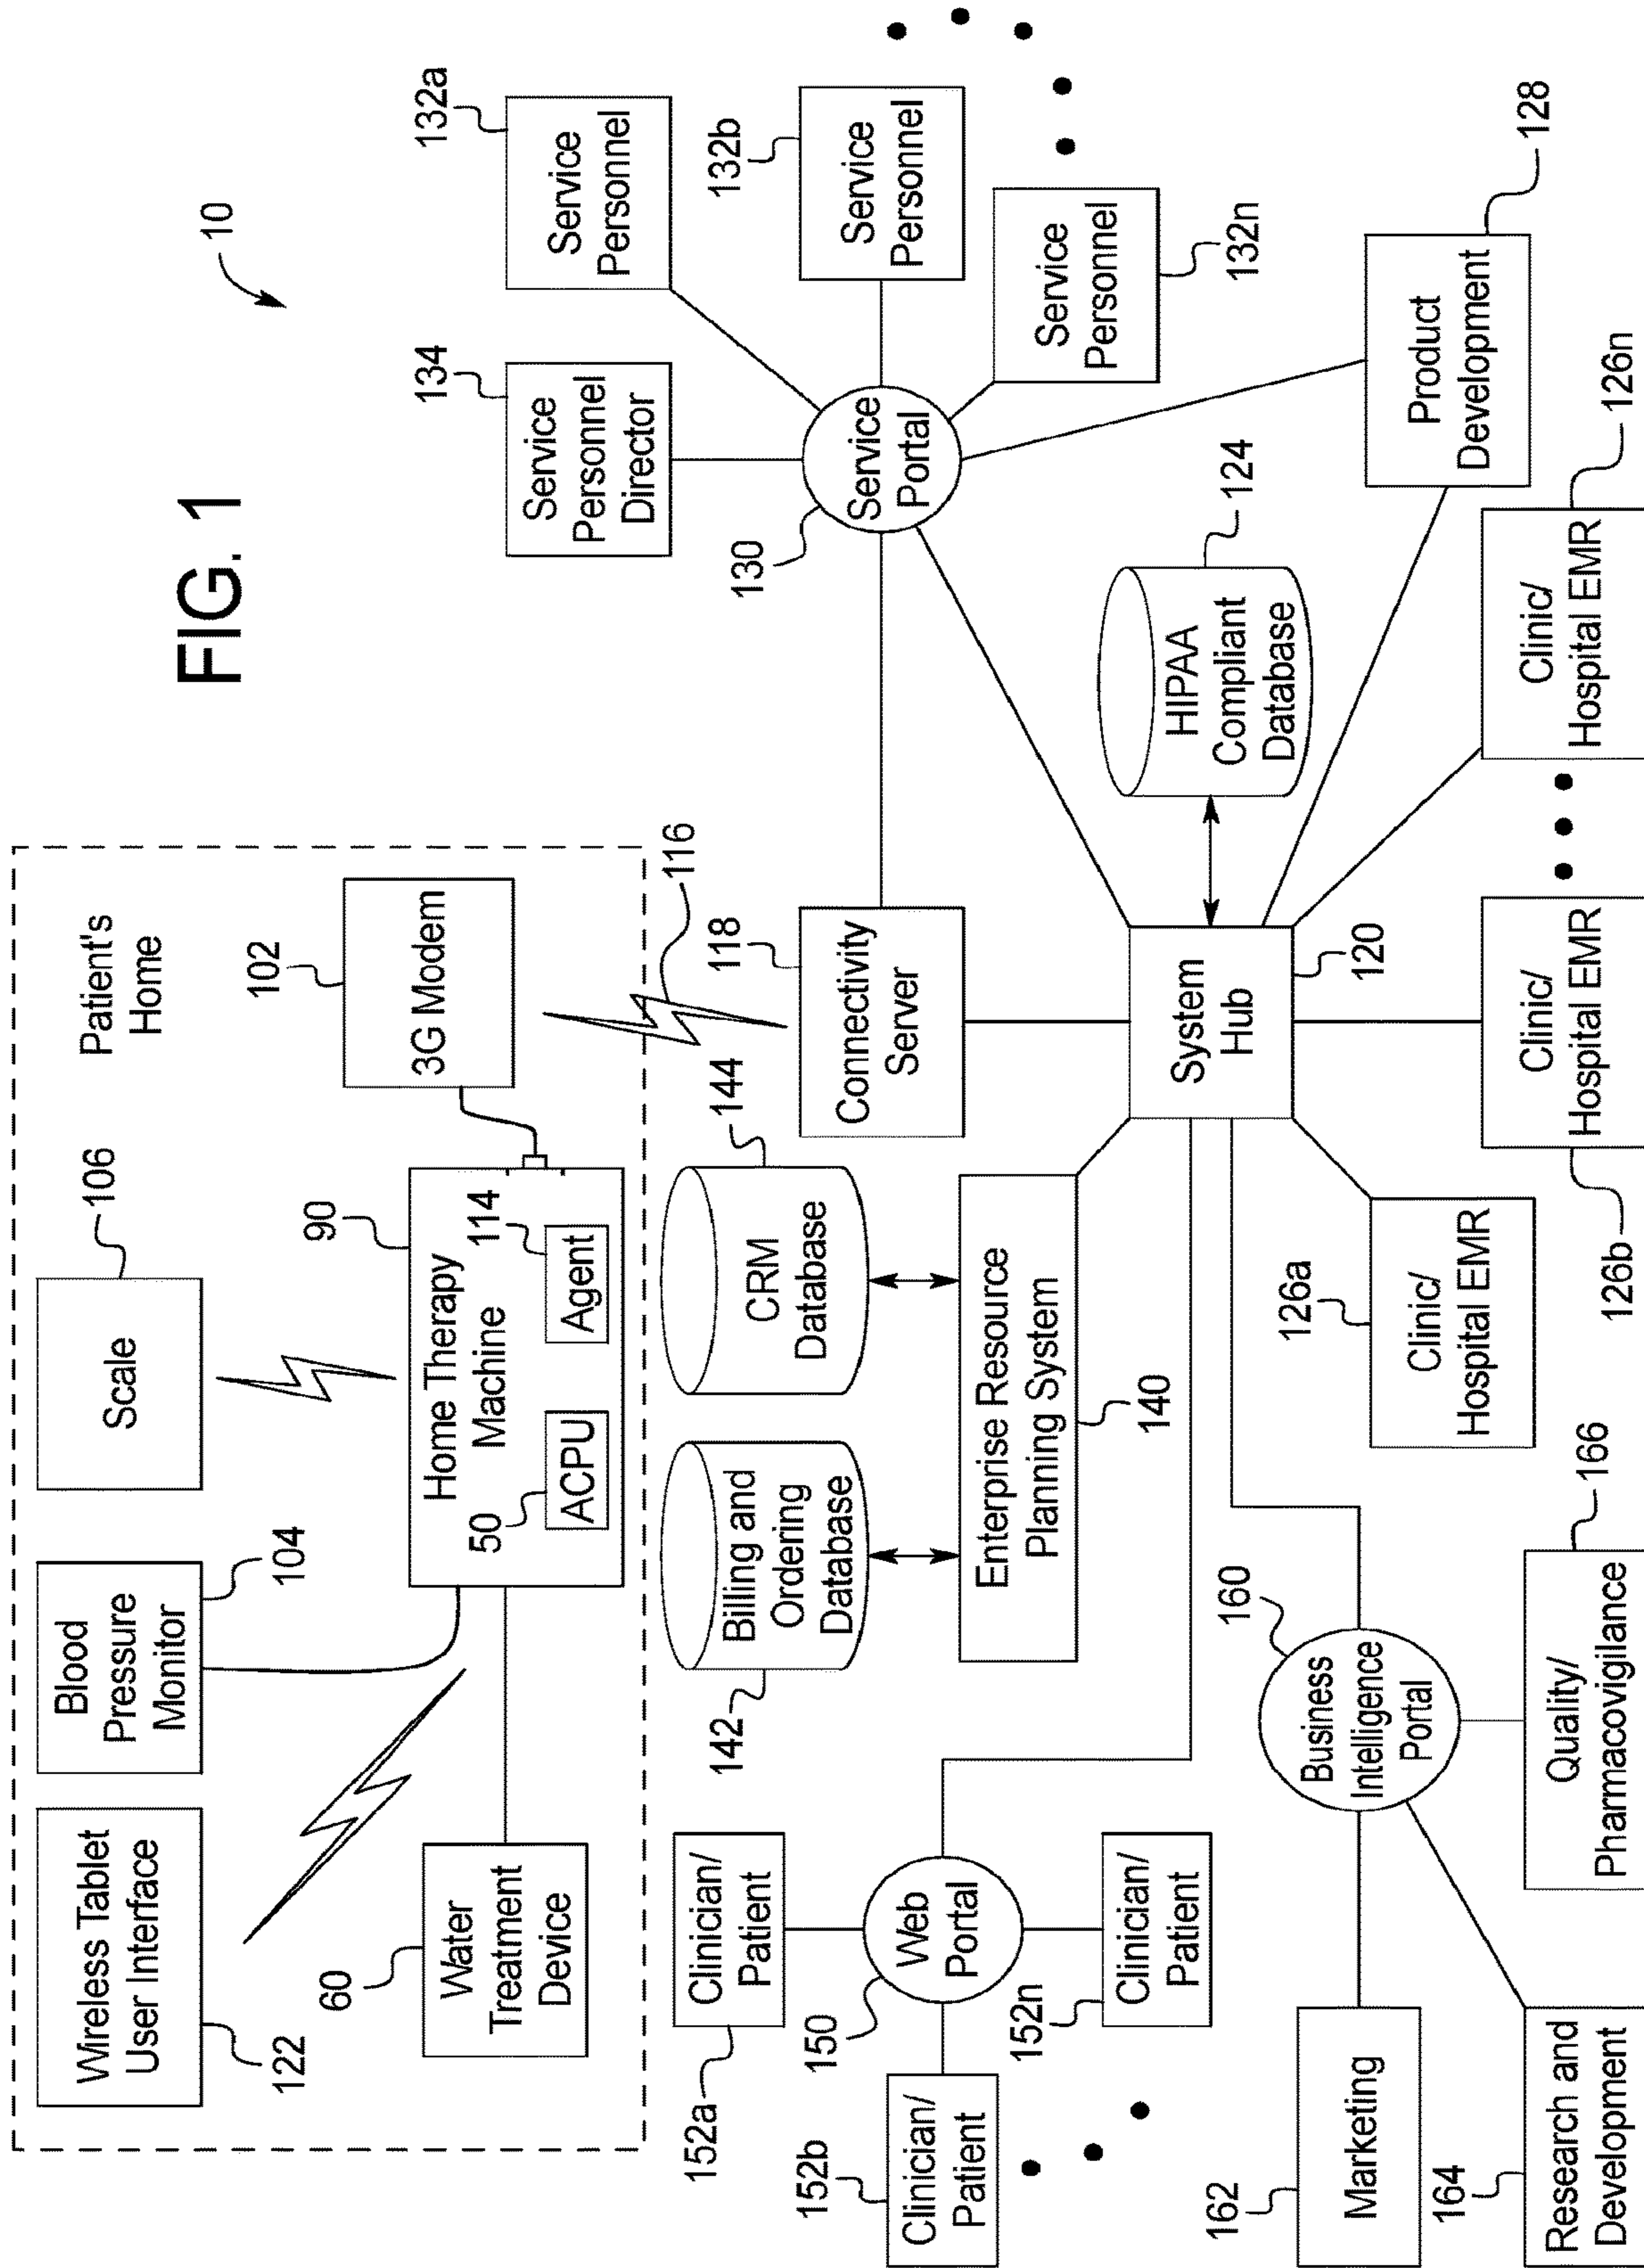 FIG. 1
10
Patient's
Home
Wireless Tablet
User Interface
122
Blood
Pressure
Monitor
104
Scale
106
3G Modem
102
Home Therapy
Machine
90
50
ACPU
114
Agent
60
Water
Treatment
Device
116
118
Connectivity
Server
134
Service
Personnel
Director
132a
Service
Personnel
132b
Service
Personnel
Service
Personnel
132n
130
Service
Portal
142
Billing and
Ordering
Database
144
CRM
Database
Enterprise Resource
Planning System
140
152a
Clinician/
Patient
152b
Clinician/
Patient
152n
Clinician/
Patient
150
Web
Portal
System
Hub
120
HIPAA
Compliant
Database
124
Product
Development
128
160
Business
Intelligence
Portal
162
Marketing
164
Research and
Development
166
Quality/
Pharmacovigilance
126a
Clinic/
Hospital EMR
126b
Clinic/
Hospital EMR
126n
Clinic/
Hospital EMR